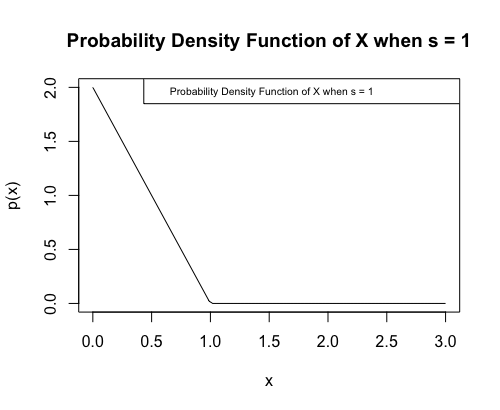 Probability Density Function of X when s = 1
Probability Density Function of X when s = 1
p(x)
2.0
1.5
1.0
0.5
0.0
0.0 0.5 1.0 1.5 2.0 2.5 3.0
x